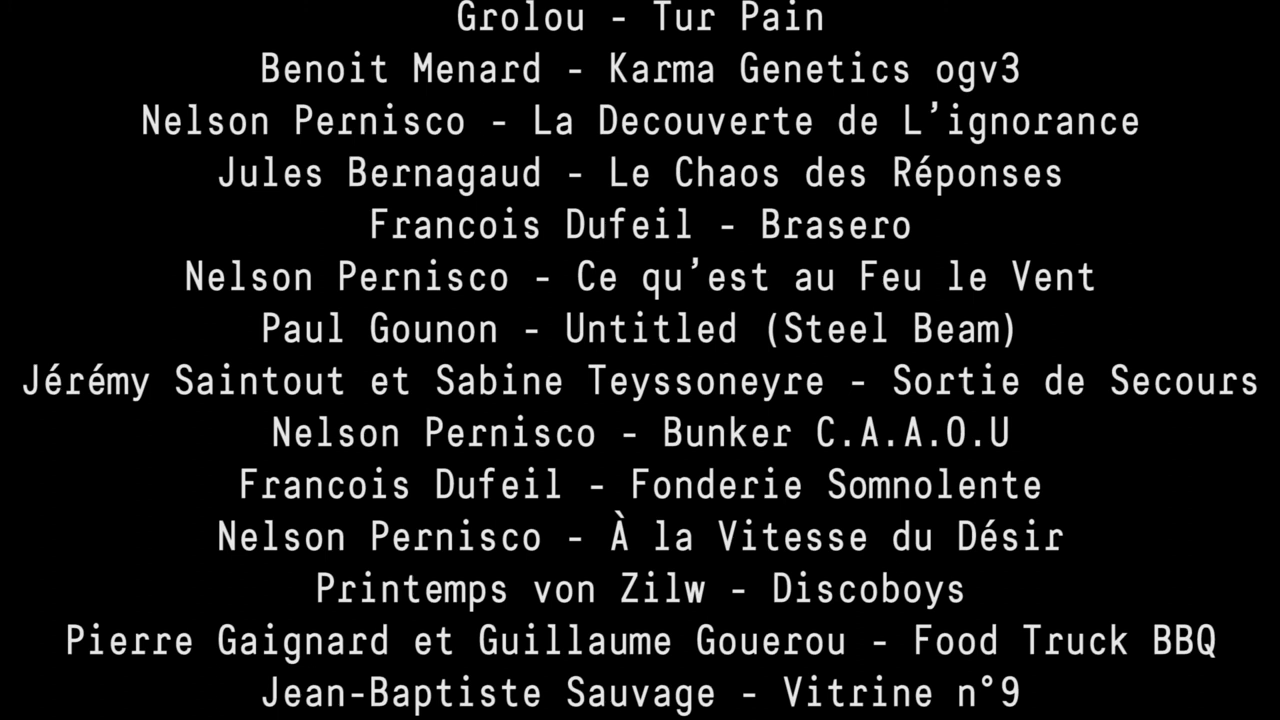 Grolou - Tur Pain
Benoit Menard - Karma Genetics ogv3
Nelson Pernisco - La Decouverte de L’ignorance
Jules Bernagaud - Le Chaos des Réponses
Francois Dufeil - Brasero
Nelson Pernisco - Ce qu’est au Feu le Vent
Paul Gounon - Untitled (Steel Beam)
Jérémy Saintout et Sabine Teyssoneyre - Sortie de Secours
Nelson Pernisco - Bunker C.A.A.O.U
Francois Dufeil - Fonderie Somnolente
Nelson Pernisco - À la Vitesse du Désir
Printemps von Zilw - Discoboys
Pierre Gaignard et Guillaume Gouerou - Food Truck BBQ
Jean-Baptiste Sauvage - Vitrine n°9